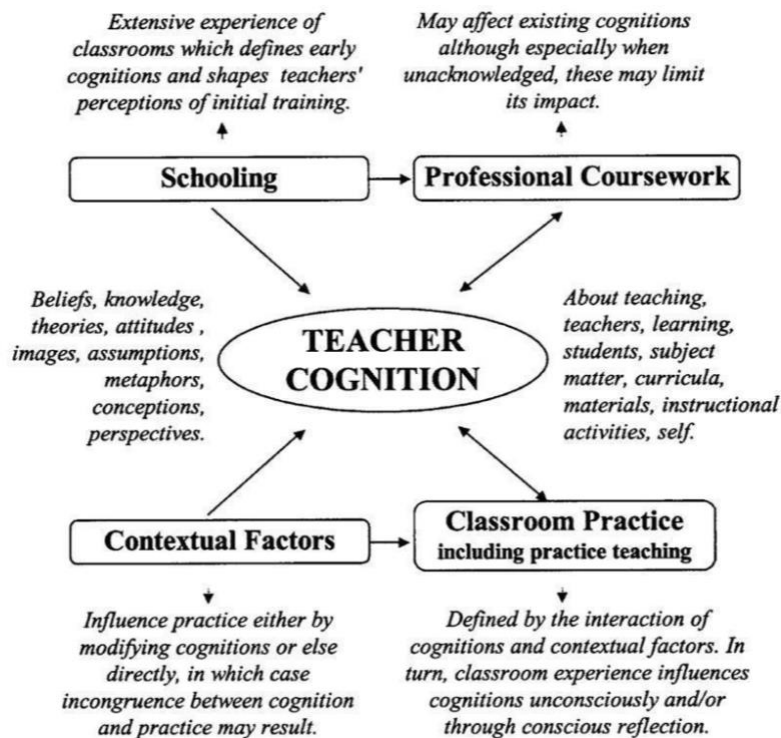 Extensive experience of
classrooms which defines early
cognitions and shapes teachers'
perceptions of initial training.
May affect existing cognitions
although especially when
unacknowledged, these may limit
its impact.
Schooling
Professional Coursework
Beliefs, knowledge,
theories, attitudes ,
images, assumptions,
metaphors,
conceptions,
perspectives.
TEACHER
COGNITION
About teaching,
teachers, learning,
students, subject
matter, curricula,
materials, instructional
activities, self.
Contextual Factors
Classroom Practice
including practice teaching
Influence practice either by
modifying cognitions or else
directly, in which case
incongruence between cognition
and practice may result.
Defined by the interaction of
cognitions and contextual factors. In
turn, classroom experience influences
cognitions unconsciously and/or
through conscious reflection.